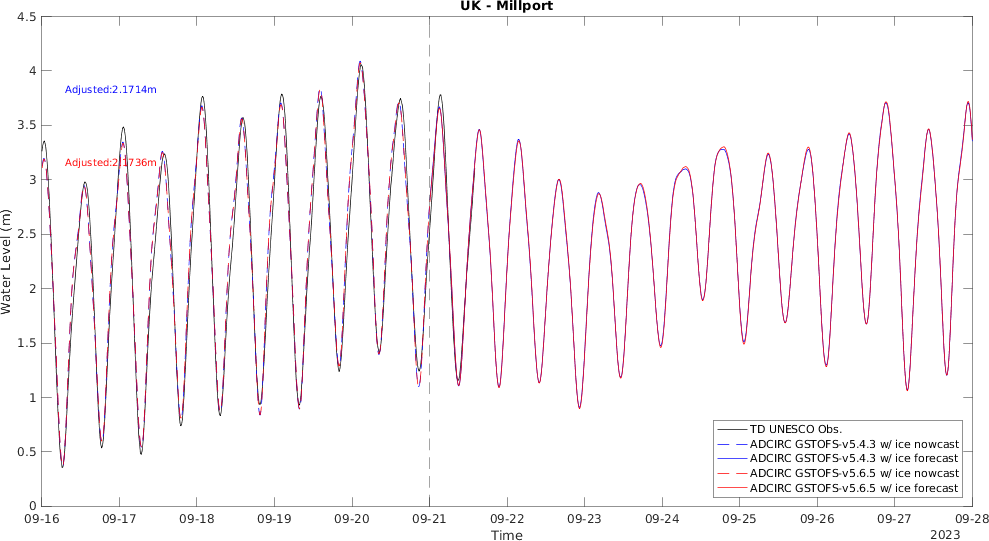 UK - Millport
4.5
4
3.5
3
2.5
2
1.5
1
0.5
0
Water Level (m)
Adjusted:2.1714m
Adjusted:2.1736m
TD UNESCO Obs.
ADCIRC GSTOFS-v5.4.3 w/ ice nowcast
ADCIRC GSTOFS-v5.4.3 w/ ice forecast
ADCIRC GSTOFS-v5.6.5 w/ ice nowcast
ADCIRC GSTOFS-v5.6.5 w/ ice forecast
09-16 09-17 09-18 09-19 09-20 09-21 09-22 09-23 09-24 09-25 09-26 09-27 09-28
Time
2023